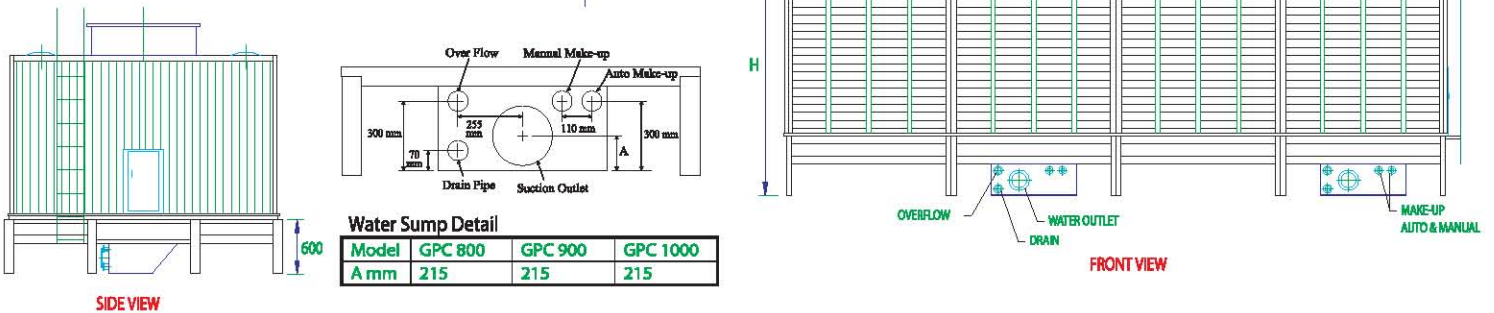 600
SIDE VIEW
Over Flow
Mannal Make-up
Auto Make-up
300 mm
255
mm
110 mm
300 mm
70
mm
A
Drain Pipe
Suction Outlet
Water Sump Detail
Model GPC 800 GPC 900 GPC 1000
A mm 215 215 215
H
OVERFLOW
WATER OUTLET
DRAIN
MAKE-UP
AUTO & MANUAL
FRONT VIEW